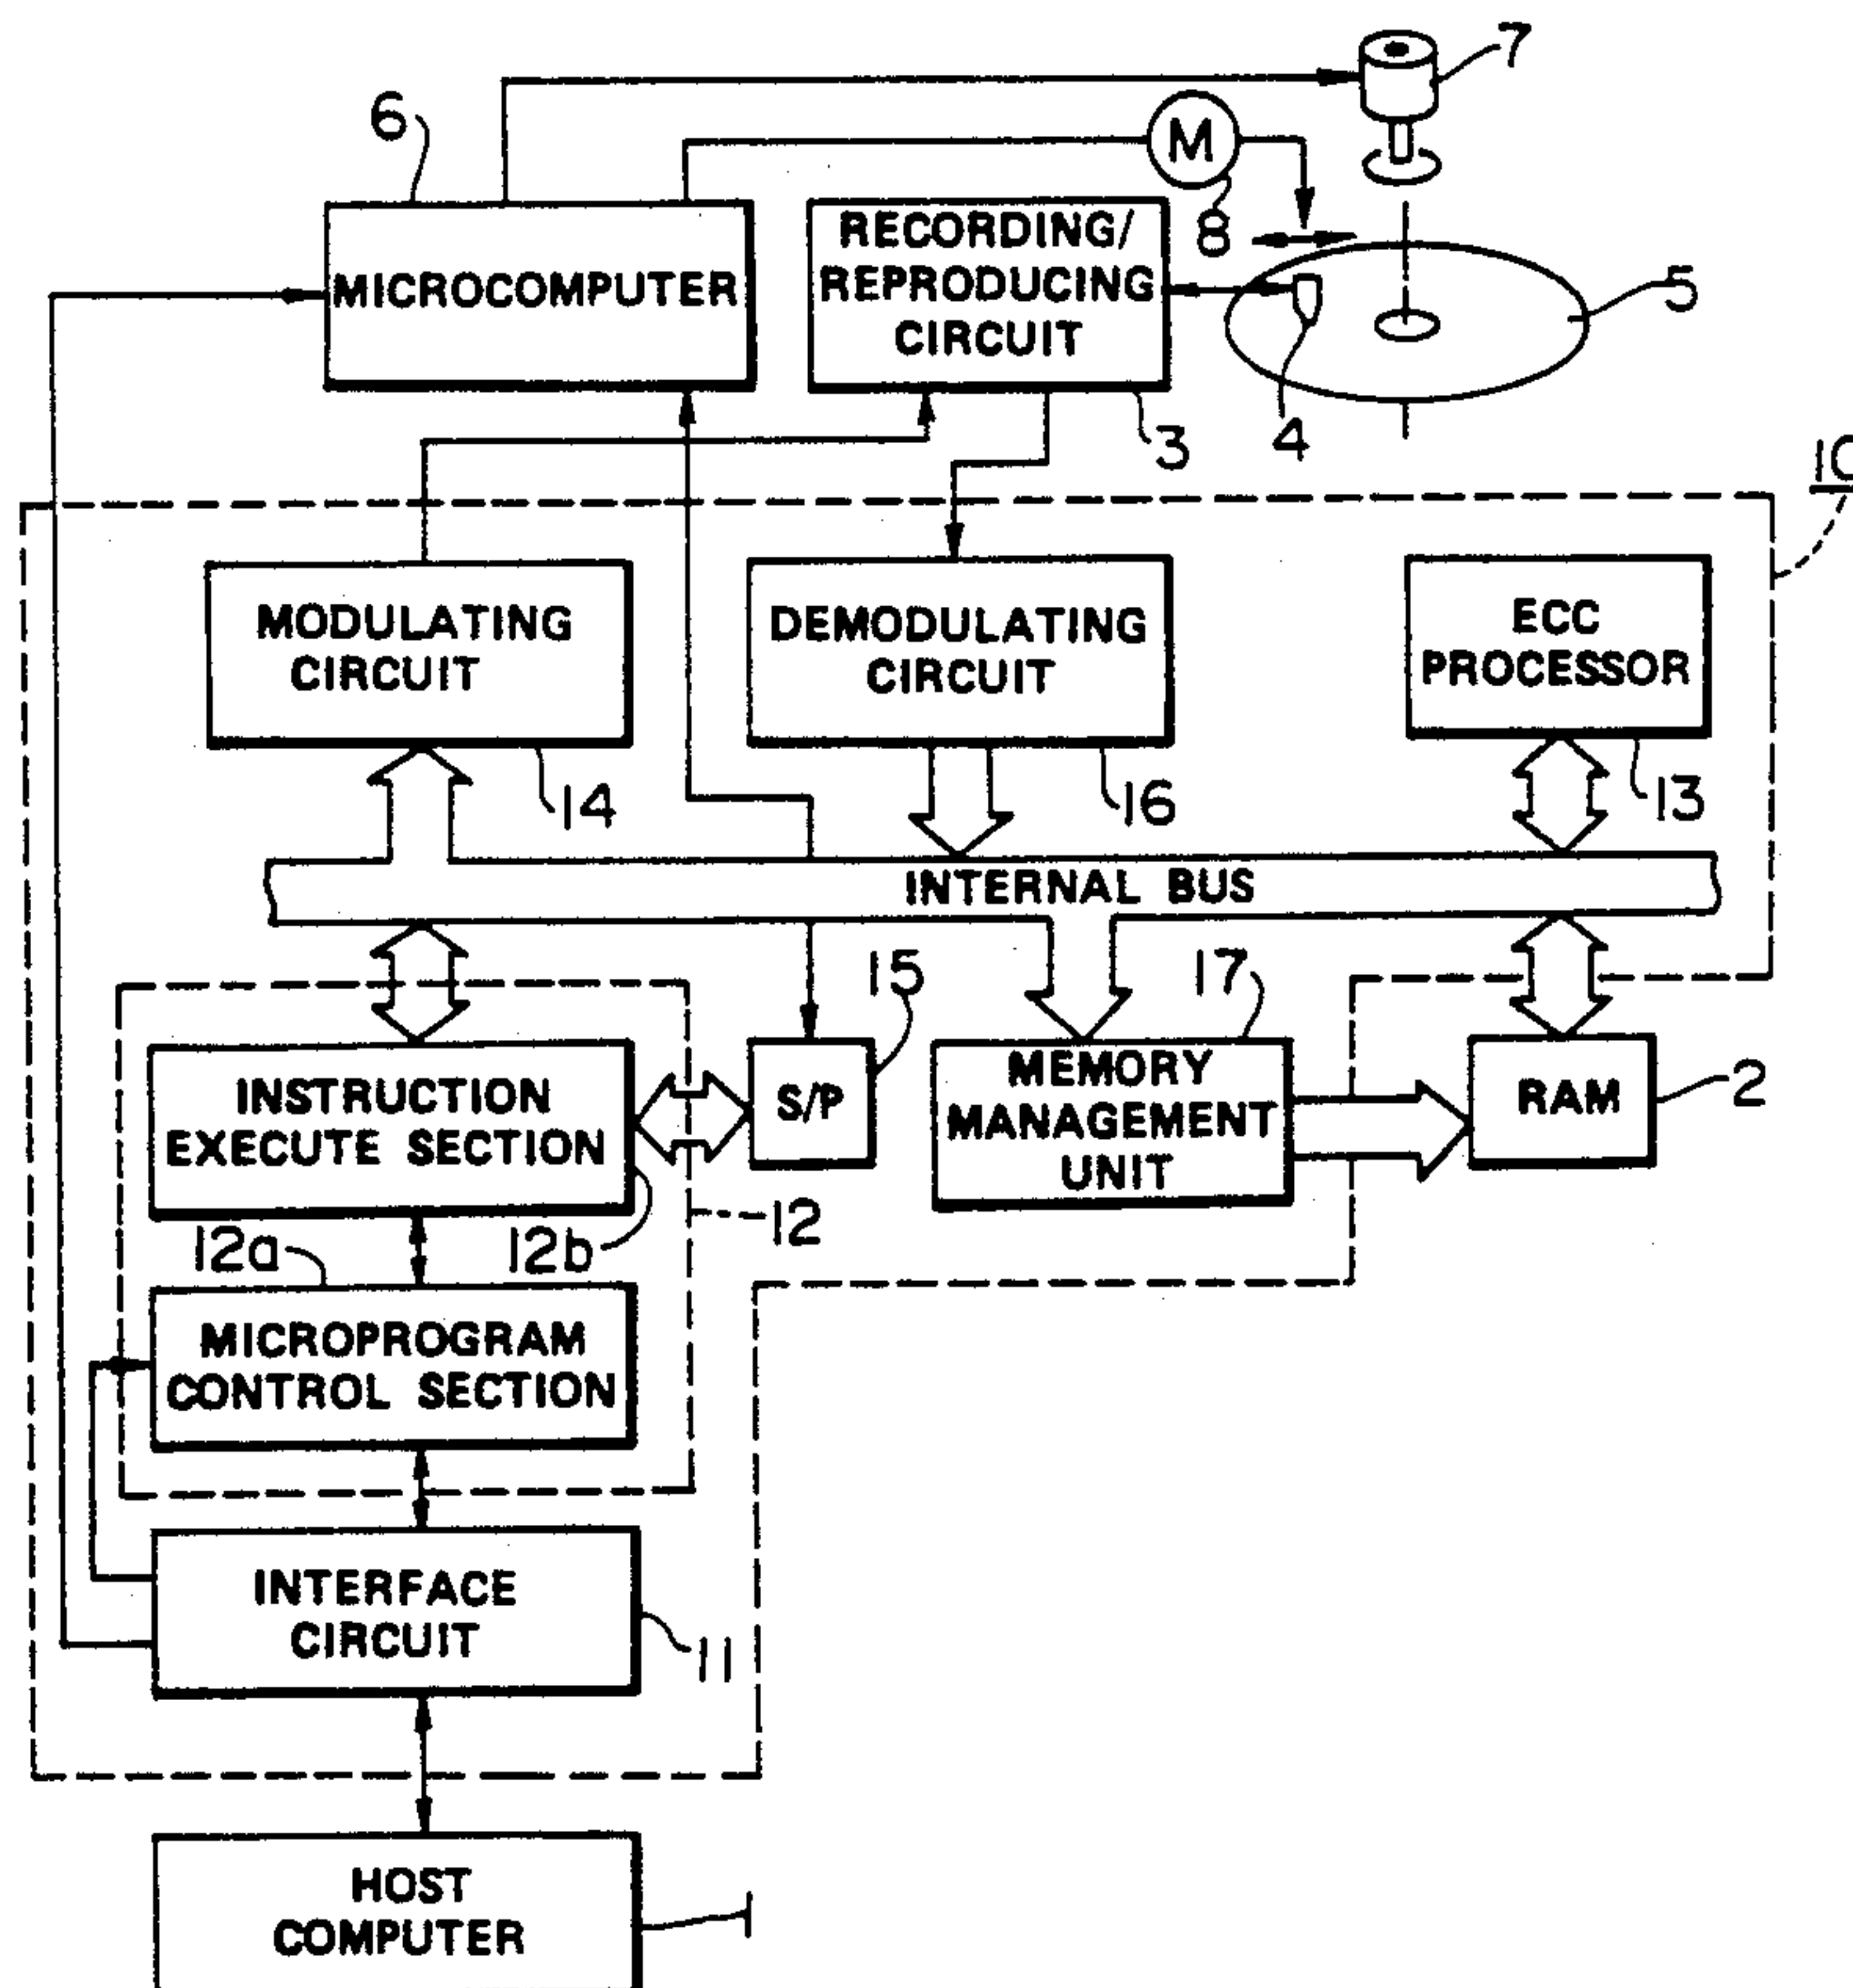 7
6
M
8
RECORDING/
REPRODUCING
CIRCUIT
MICROCOMPUTER
5
3
4
10
MODULATING
CIRCUIT
DEMODULATING
CIRCUIT
ECC
PROCESSOR
14
16
13
INTERNAL BUS
15
17
INSTRUCTION
EXECUTE SECTION
S/P
MEMORY
MANAGEMENT
UNIT
RAM
2
12
12a
12b
MICROPROGRAM
CONTROL SECTION
INTERFACE
CIRCUIT
11
HOST
COMPUTER
1